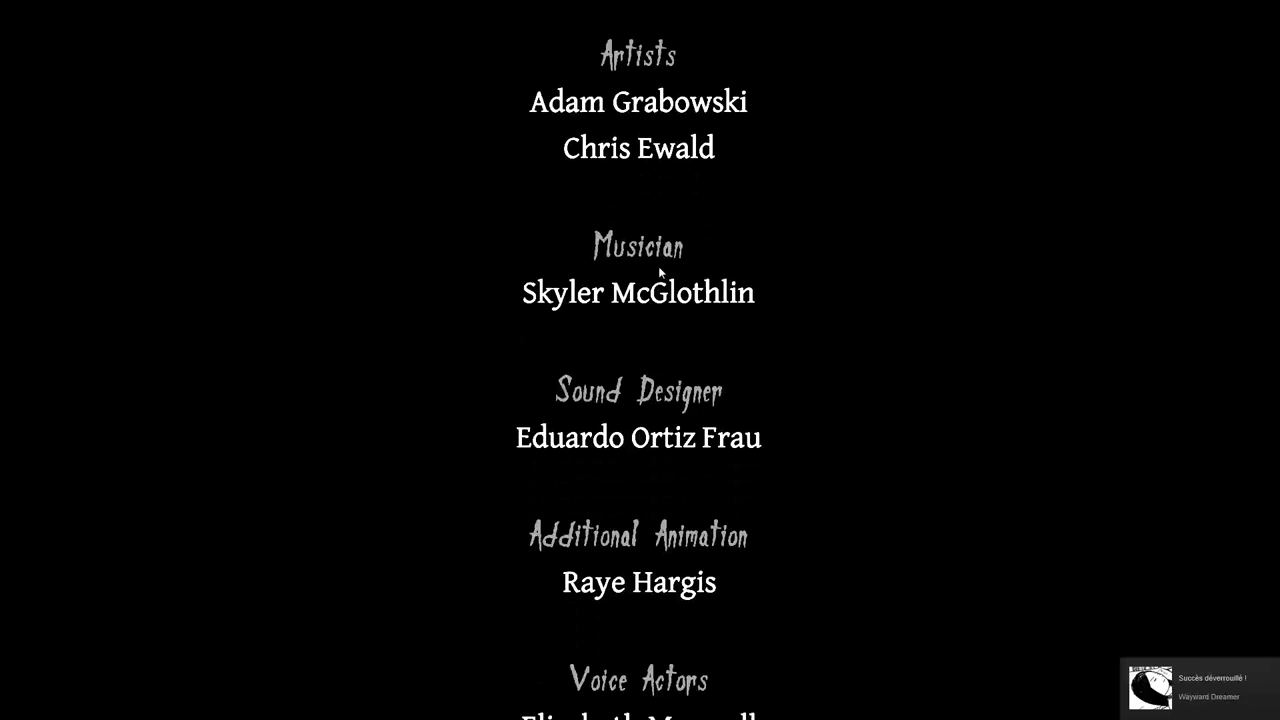 Artists
Adam Grabowski
Chris Ewald
Musician
Skyler McGlothlin
Sound Designer
Eduardo Ortiz Frau
Additional Animation
Raye Hargis
Voice Actors
Succès déverrouillé !
Wayward Dreamer